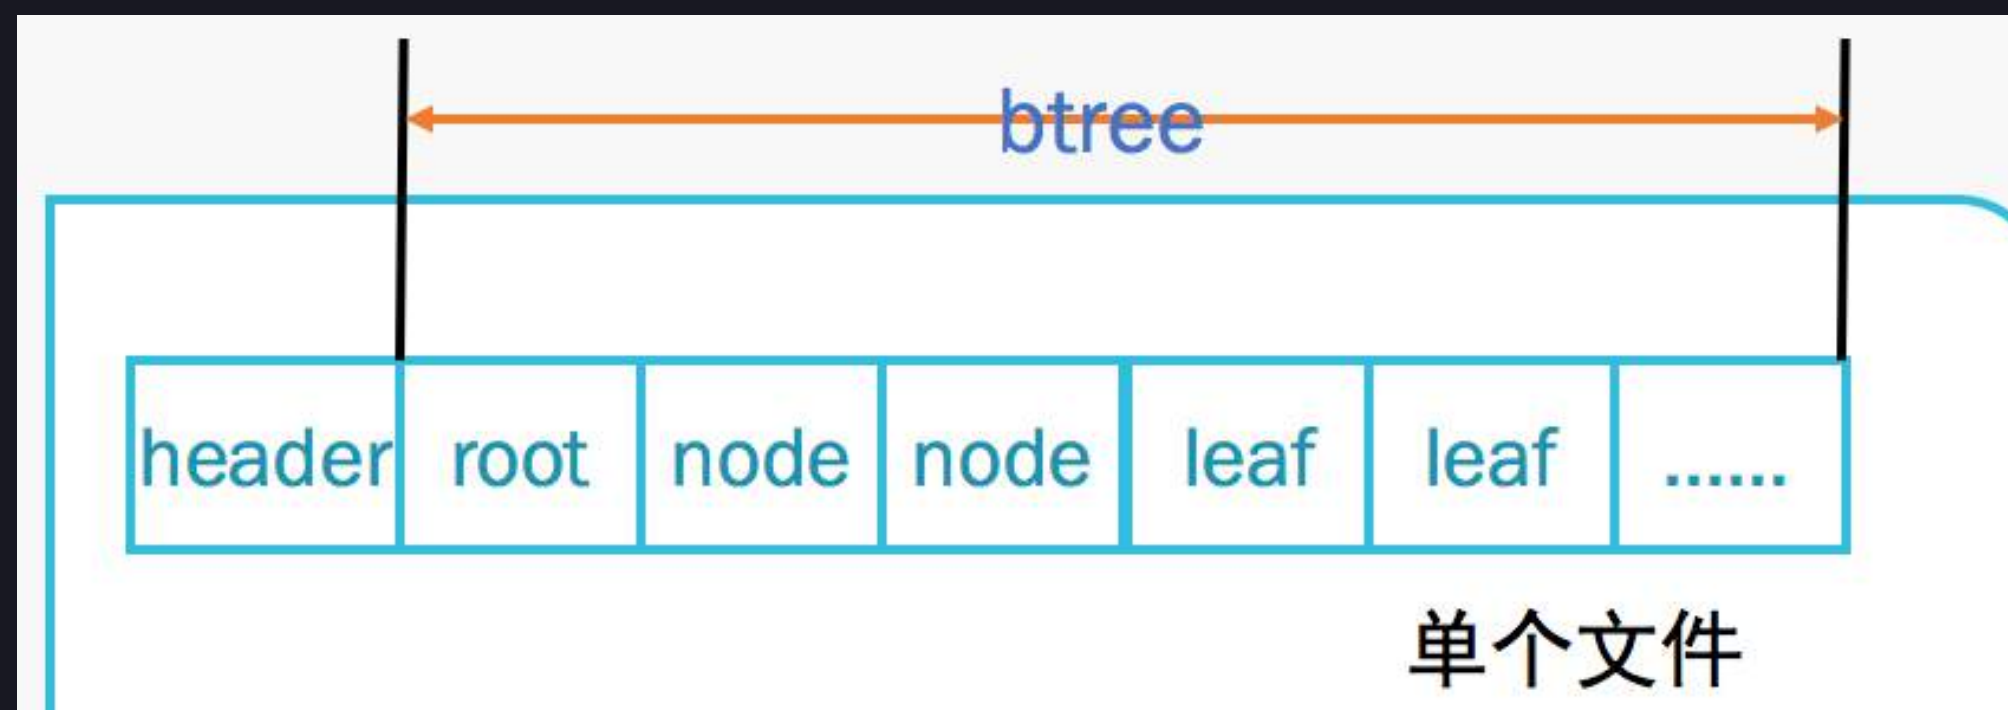 btree
header root node node leaf leaf ......
单个文件